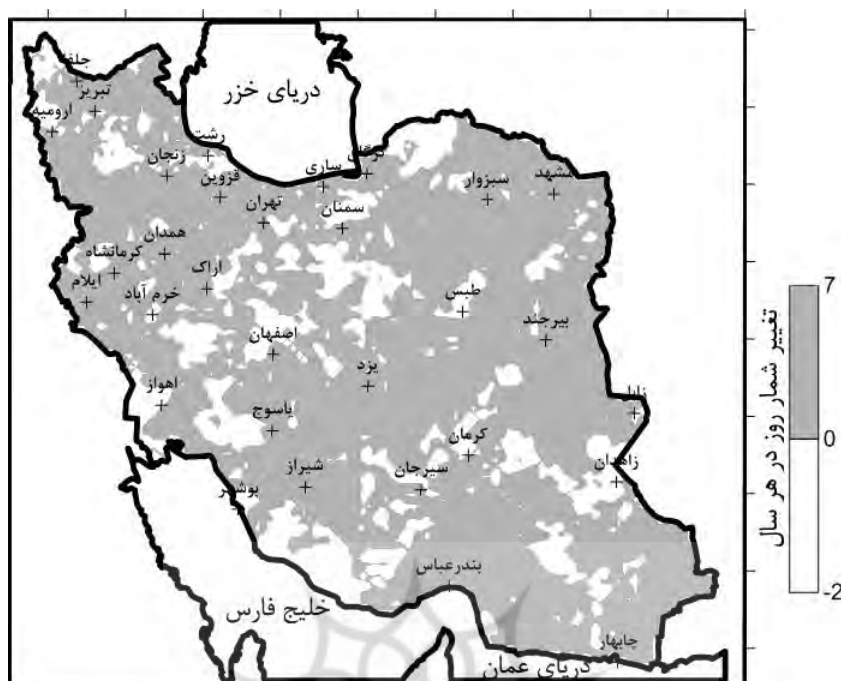 جلفا
تبریز
ارومیه
دریای خزر
رشت
زنجان
قزوین
ساری
گرگان
سبزوار
مشهد
تهران
سمنان
همدان
کرمانشاه
ایلام
خرم آباد
اراک
طبس
بیرجند
اصفهان
یزد
اهواز
یاسوج
زابل
کرمان
زاهدان
شیراز
سیرجان
بوشهر
بندرعباس
خلیج فارس
چابهار
دریای عمان
تغییر شمار روز در هر سال
7
0
-2